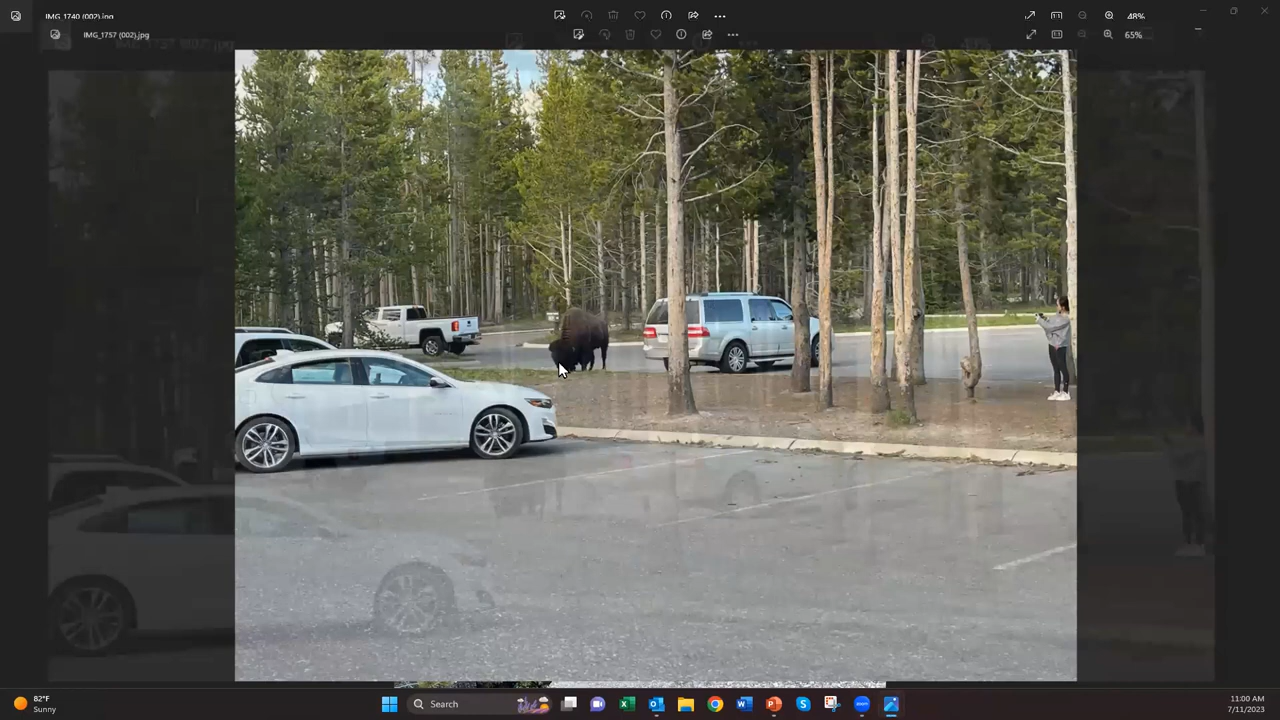 IMG_1740 (002).jpg
48%
IMG_1757 (002).jpg
65%
82°F
Sunny
Search
11:00 AM
7/11/2023